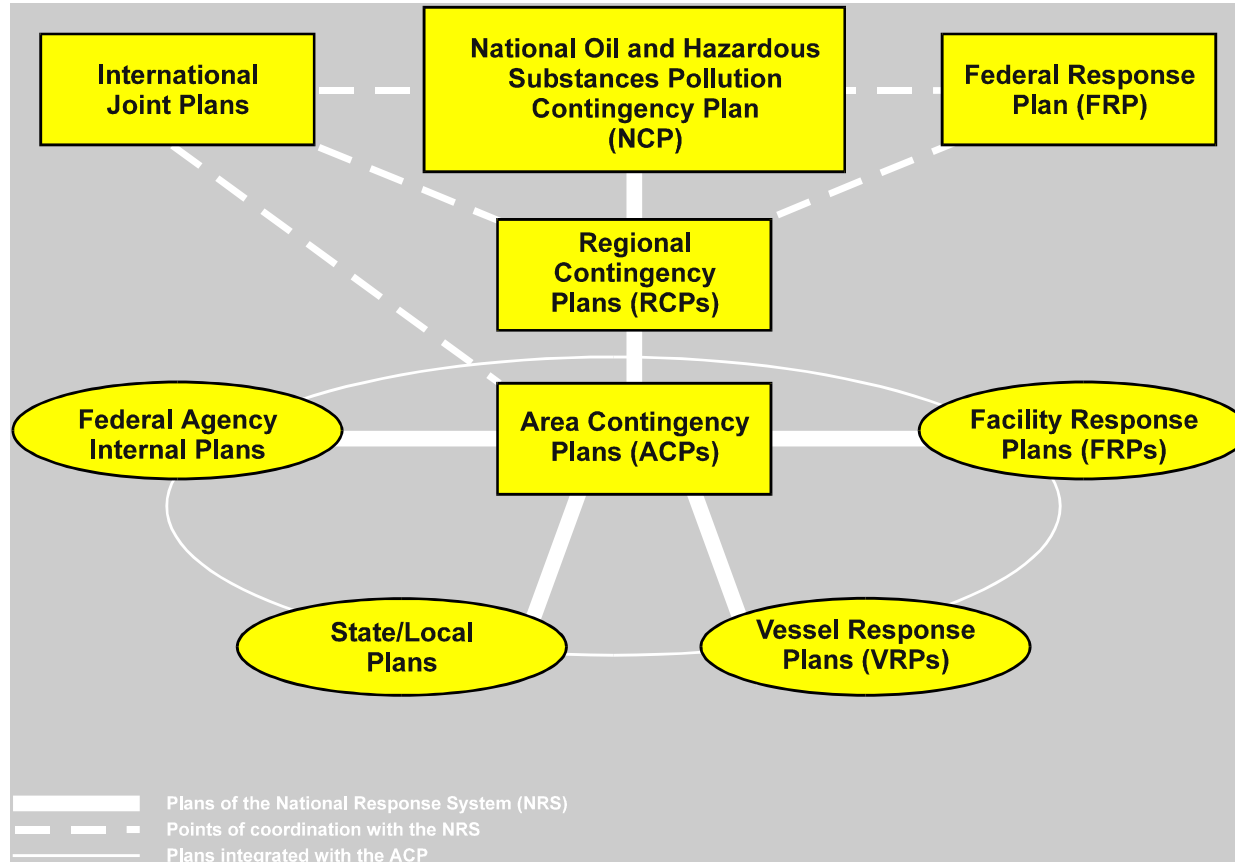 International
Joint Plans
National Oil and Hazardous
Substances Pollution
Contingency Plan
(NCP)
Federal Response
Plan (FRP)
Regional
Contingency
Plans (RCPs)
Federal Agency
Internal Plans
Area Contingency
Plans (ACPs)
Facility Response
Plans (FRPs)
State/Local
Plans
Vessel Response
Plans (VRPs)
Plans of the National Response System (NRS)
Points of coordination with the NRS
Plans integrated with the ACP